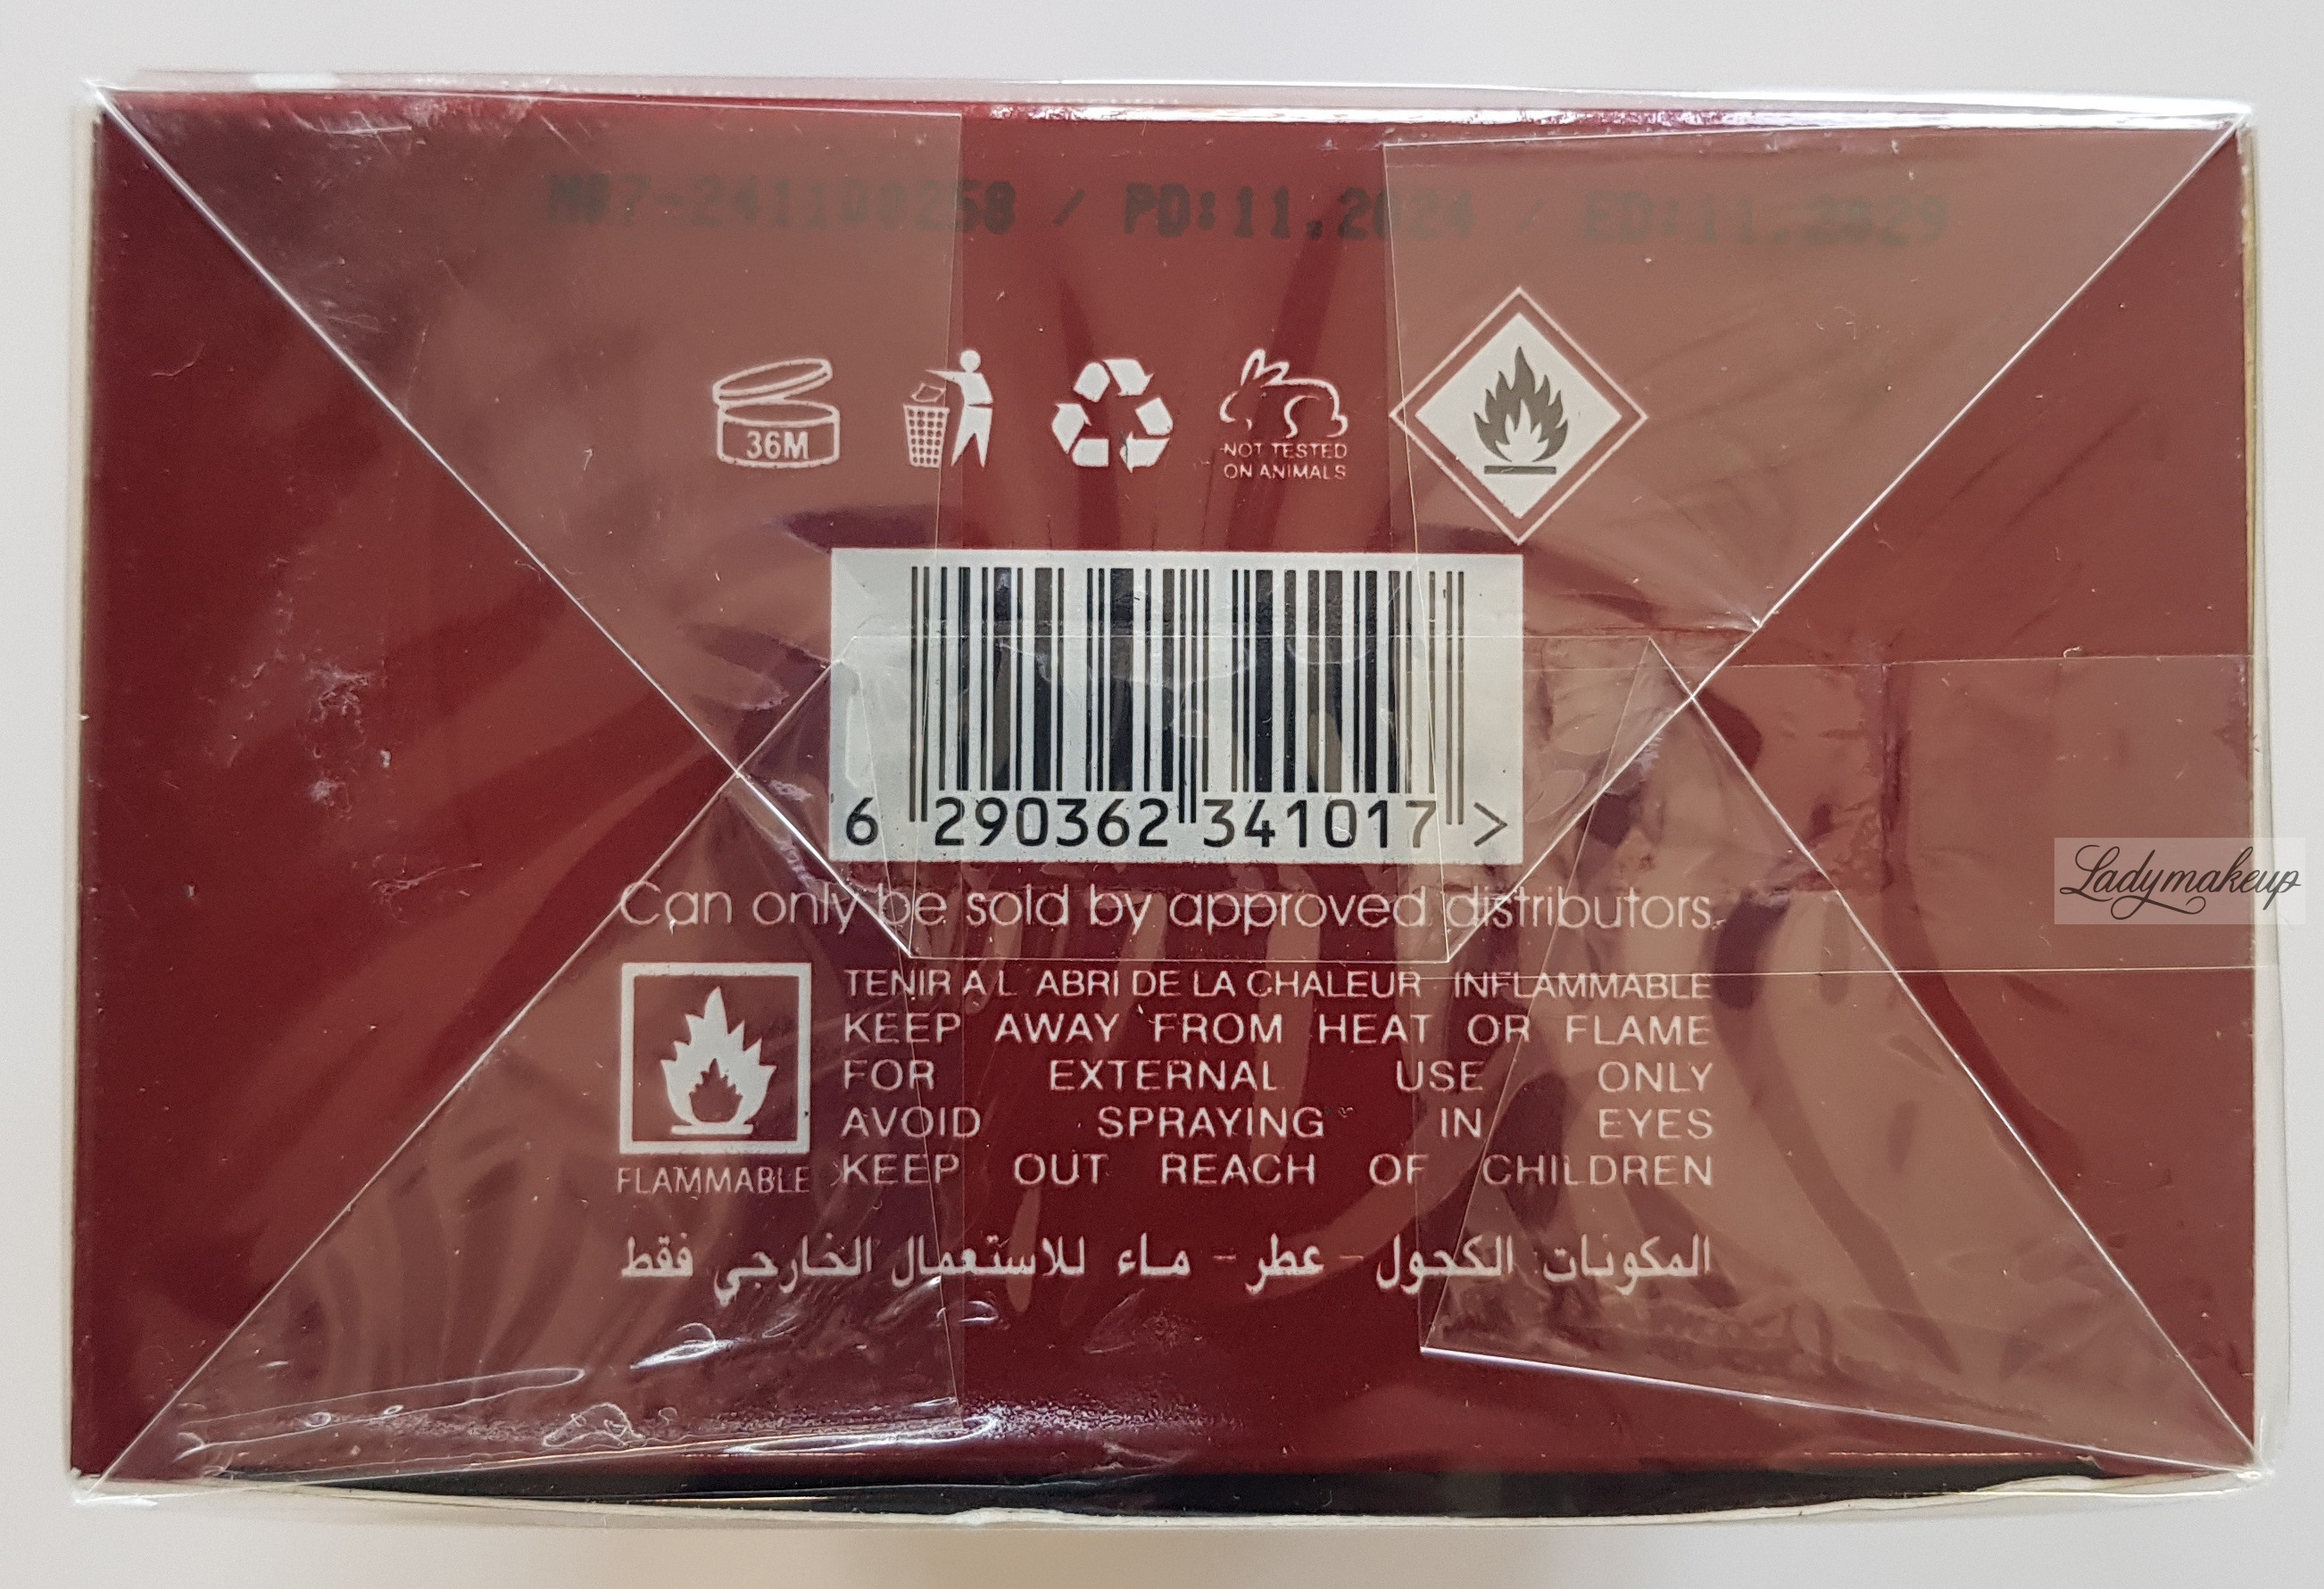 PD:11.2024 / ED:11.2029
36M
NOT TESTED
ON ANIMALS
6 290362 341017 >
Can only be sold by approved distributors.
TENIR A L ABRI DE LA CHALEUR INFLAMMABLE
KEEP AWAY FROM HEAT OR FLAME
FOR EXTERNAL USE ONLY
AVOID SPRAYING IN EYES
KEEP OUT REACH OF CHILDREN
FLAMMABLE
المكونات الكحول - عطر - ماء للاستعمال الخارجي فقط
Ladymakeup